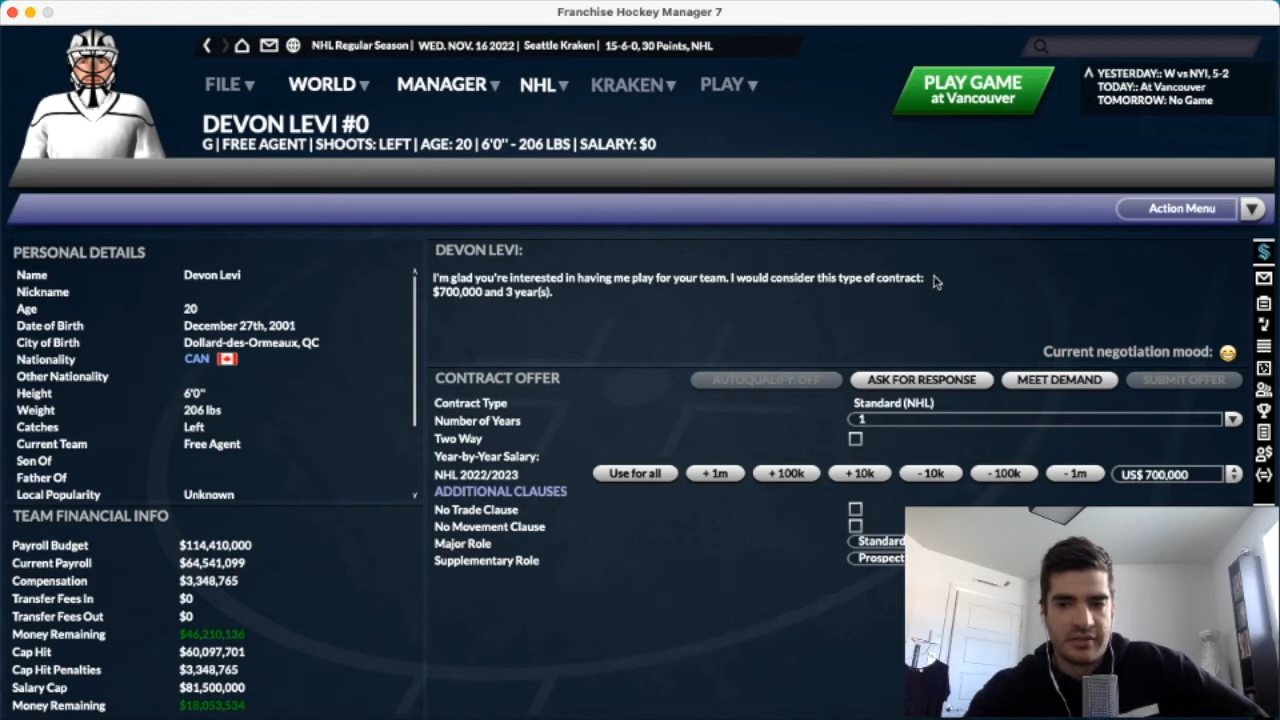 Franchise Hockey Manager 7
NHL Regular Season | WED. NOV. 16 2022 | Seattle Kraken | 15-6-0, 30 Points, NHL
FILE WORLD MANAGER NHL KRAKEN PLAY
PLAY GAME
at Vancouver
YESTERDAY:: W vs NYI, 5-2
TODAY:: At Vancouver
TOMORROW: No Game
DEVON LEVI #0
G | FREE AGENT | SHOOTS: LEFT | AGE: 20 | 6'0" - 206 LBS | SALARY: $0
Action Menu
PERSONAL DETAILS
Name Devon Levi
Nickname
Age 20
Date of Birth December 27th, 2001
City of Birth Dollard-des-Ormeaux, QC
Nationality CAN
Other Nationality
Height 6'0"
Weight 206 lbs
Catches Left
Current Team Free Agent
Son Of
Father Of
Local Popularity Unknown
TEAM FINANCIAL INFO
Payroll Budget $114,410,000
Current Payroll $64,541,099
Compensation $3,348,765
Transfer Fees In $0
Transfer Fees Out $0
Money Remaining $46,210,136
Cap Hit $60,097,701
Cap Hit Penalties $3,348,765
Salary Cap $81,500,000
Money Remaining $18,053,534
DEVON LEVI:
I'm glad you're interested in having me play for your team. I would consider this type of contract:
$700,000 and 3 year(s).
Current negotiation mood:
CONTRACT OFFER AUTOQUALIFY: OFF ASK FOR RESPONSE MEET DEMAND SUBMIT OFFER
Contract Type Standard (NHL)
Number of Years 1
Two Way
Year-by-Year Salary:
NHL 2022/2023 Use for all + 1m + 100k + 10k - 10k - 100k - 1m US$ 700,000
ADDITIONAL CLAUSES
No Trade Clause
No Movement Clause
Major Role Standard
Supplementary Role Prospect